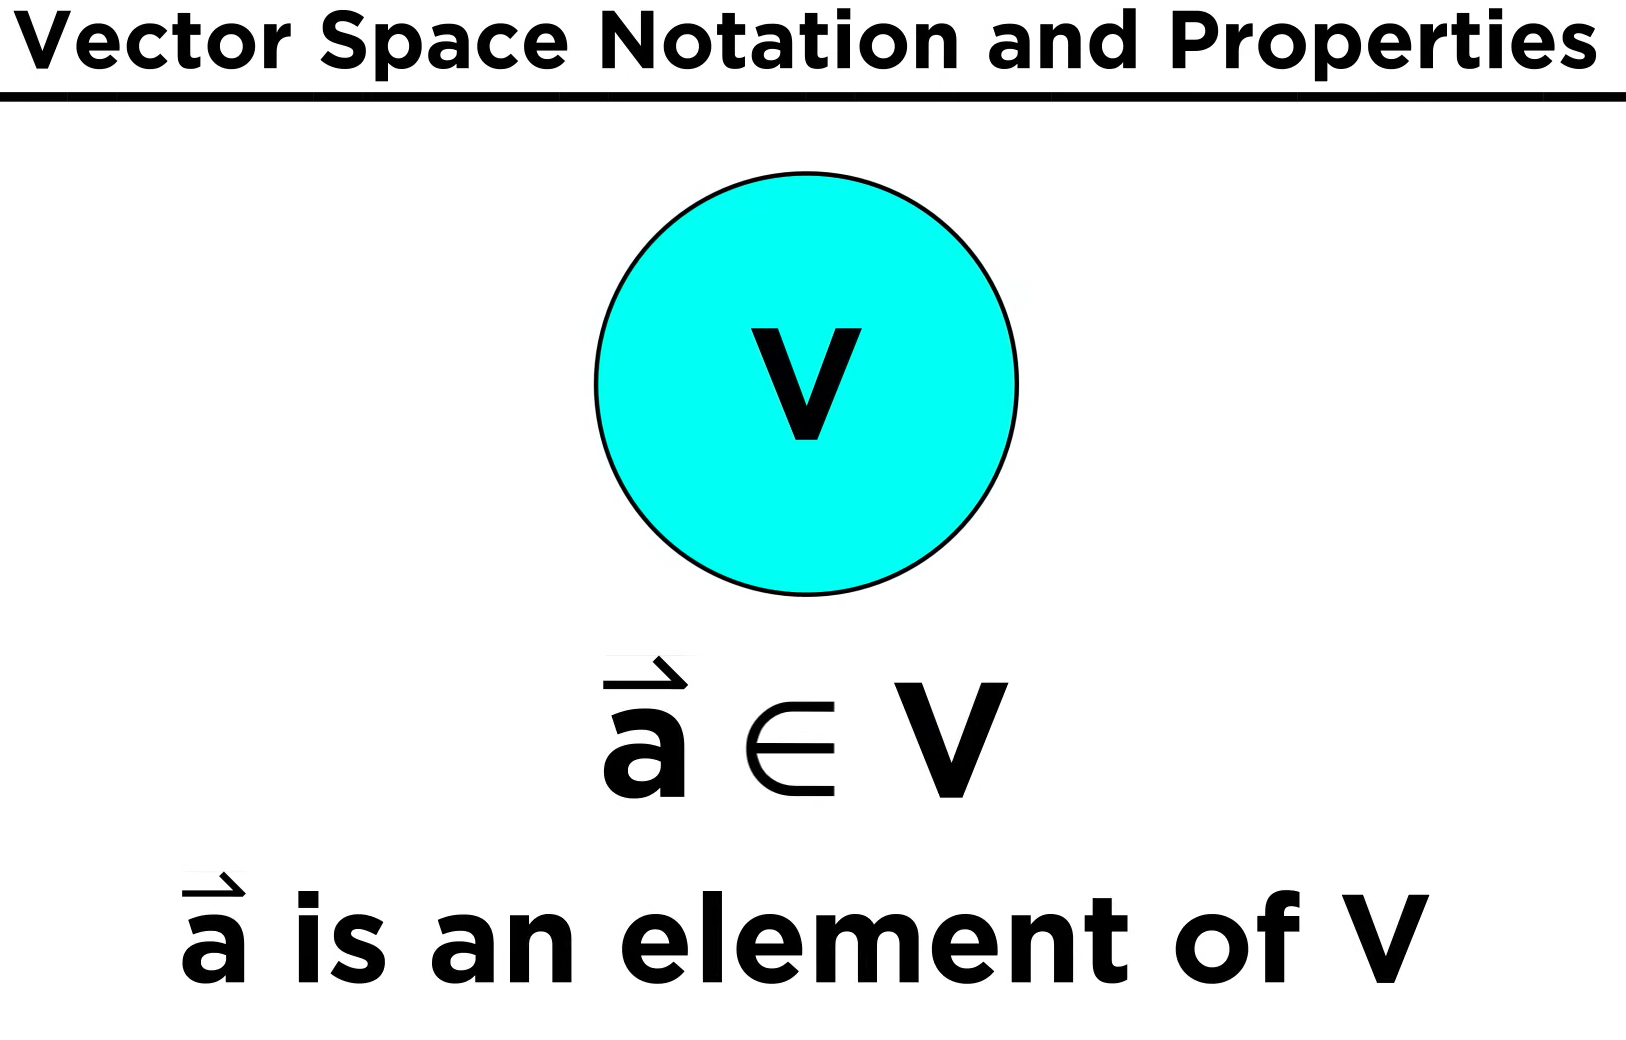 Vector Space Notation and Properties
V
a⃗ ∈ V
a⃗ is an element of V